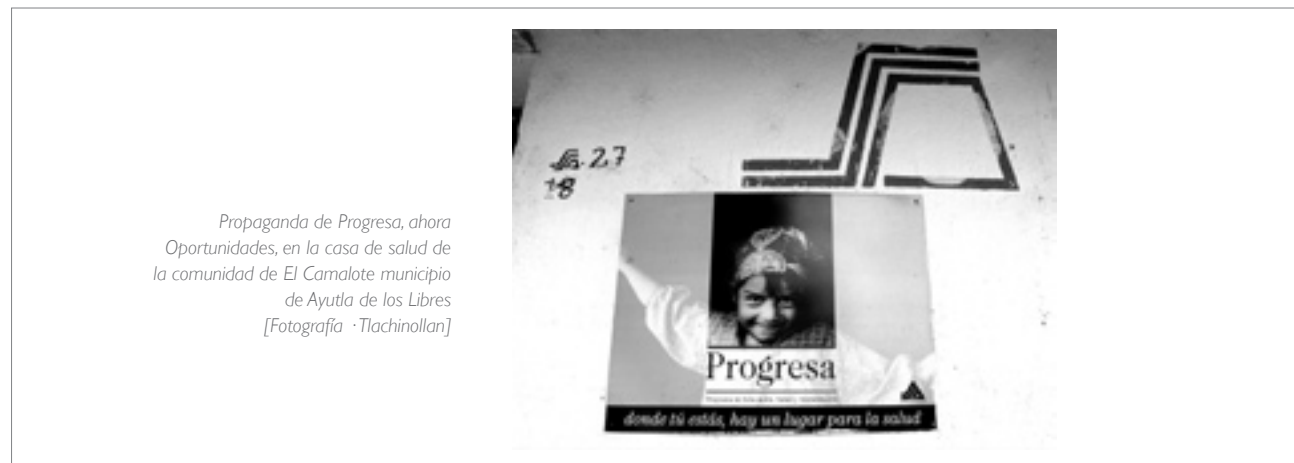 Propaganda de Progresa, ahora
Oportunidades, en la casa de salud de
la comunidad de El Camalote municipio
de Ayutla de los Libres
[Fotografía · Tlachinollan]
27
18
Progresa
donde tú estás, hay un lugar para la salud